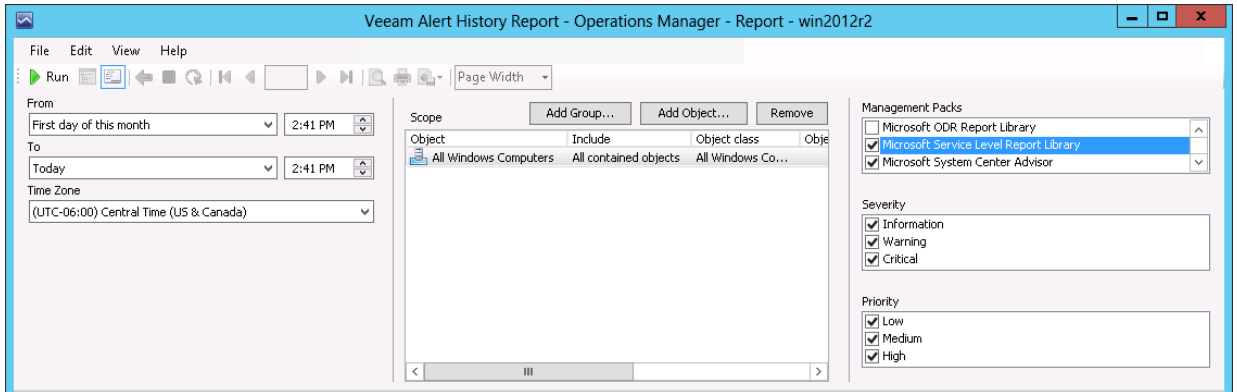 Veeam Alert History Report - Operations Manager - Report - win2012r2
File Edit View Help
Run Page Width
From
First day of this month 2:41 PM
To
Today 2:41 PM
Time Zone
(UTC-06:00) Central Time (US & Canada)
Scope Add Group... Add Object... Remove
Object Include Object class Obje
All Windows Computers All contained objects All Windows Co...
Management Packs
Microsoft ODR Report Library
Microsoft Service Level Report Library
Microsoft System Center Advisor
Severity
Information
Warning
Critical
Priority
Low
Medium
High